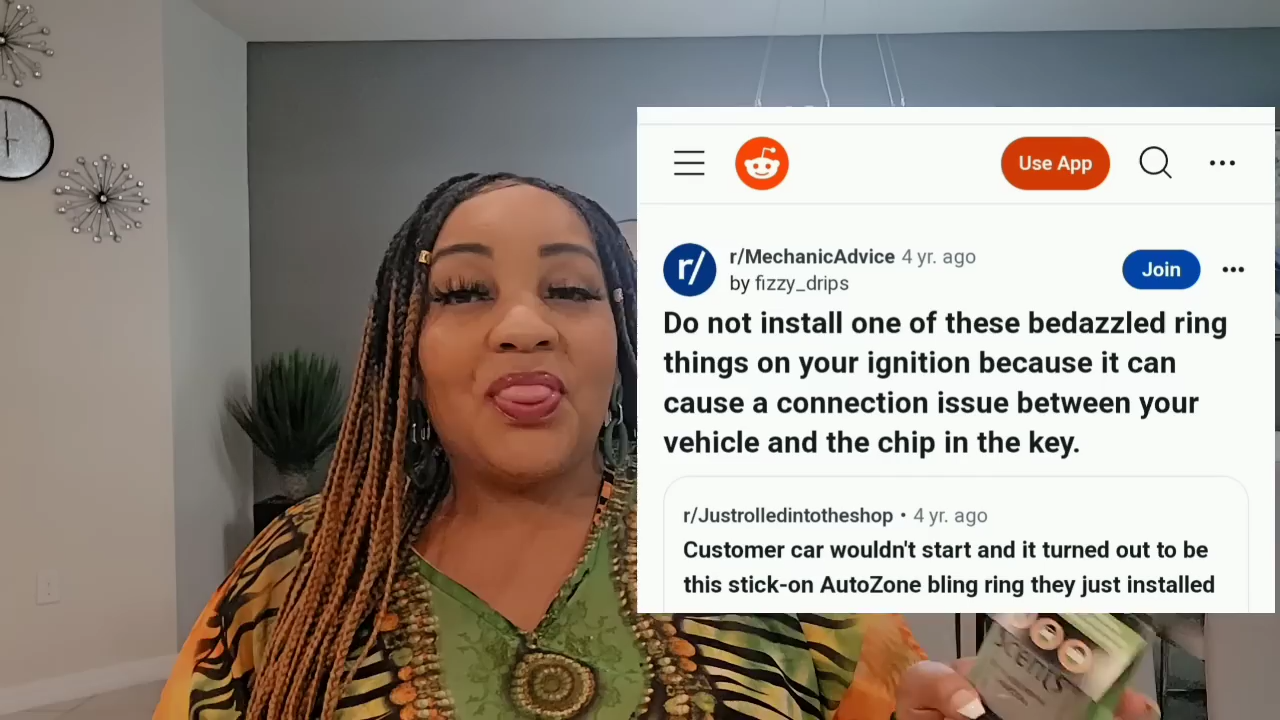 Use App
r/
r/MechanicAdvice 4 yr. ago
by fizzy_drips
Join
Do not install one of these bedazzled ring
things on your ignition because it can
cause a connection issue between your
vehicle and the chip in the key.
r/Justrolledintotheshop • 4 yr. ago
Customer car wouldn't start and it turned out to be
this stick-on AutoZone bling ring they just installed
Scents